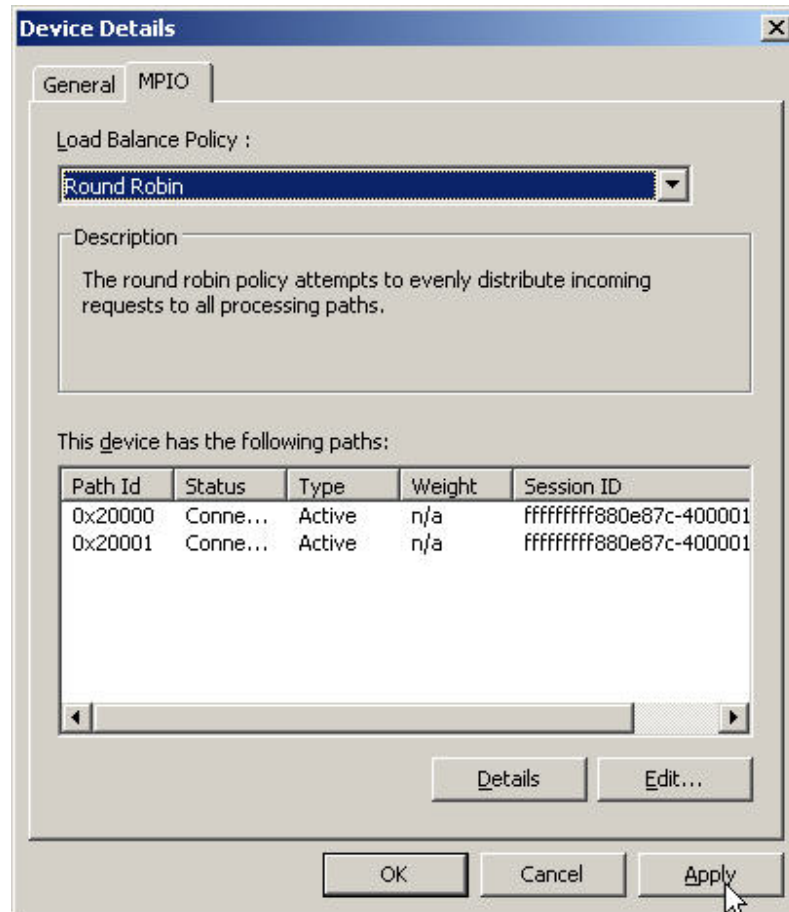 Device Details
General MPIO
Load Balance Policy :
Round Robin
Description
The round robin policy attempts to evenly distribute incoming
requests to all processing paths.
This device has the following paths:
Path Id Status Type Weight Session ID
0x20000 Conne... Active n/a fffffffff880e87c-400001
0x20001 Conne... Active n/a fffffffff880e87c-400001
Details Edit...
OK Cancel Apply